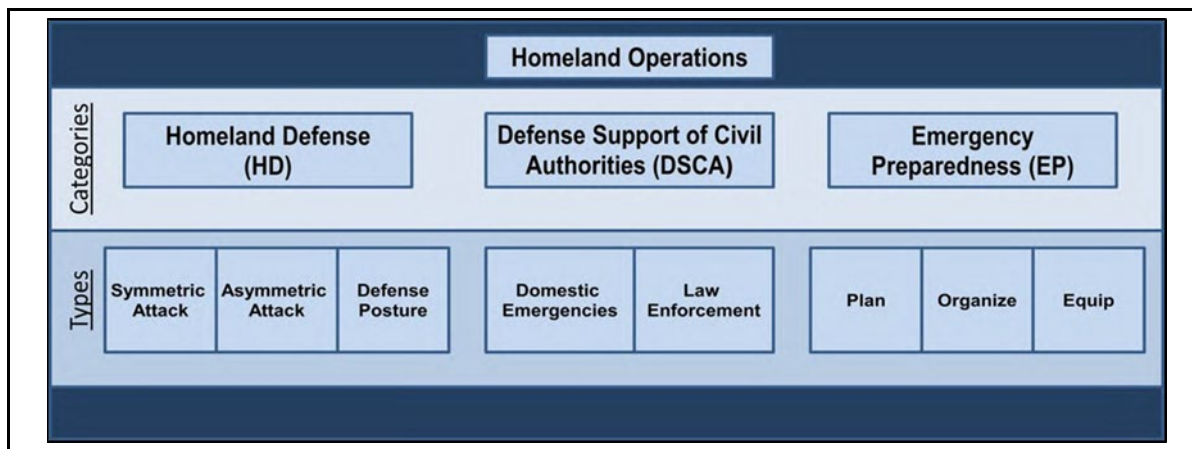 Homeland Operations
Categories
Homeland Defense
(HD)
Defense Support of Civil
Authorities (DSCA)
Emergency
Preparedness (EP)
Types
Symmetric
Attack
Asymmetric
Attack
Defense
Posture
Domestic
Emergencies
Law
Enforcement
Plan
Organize
Equip